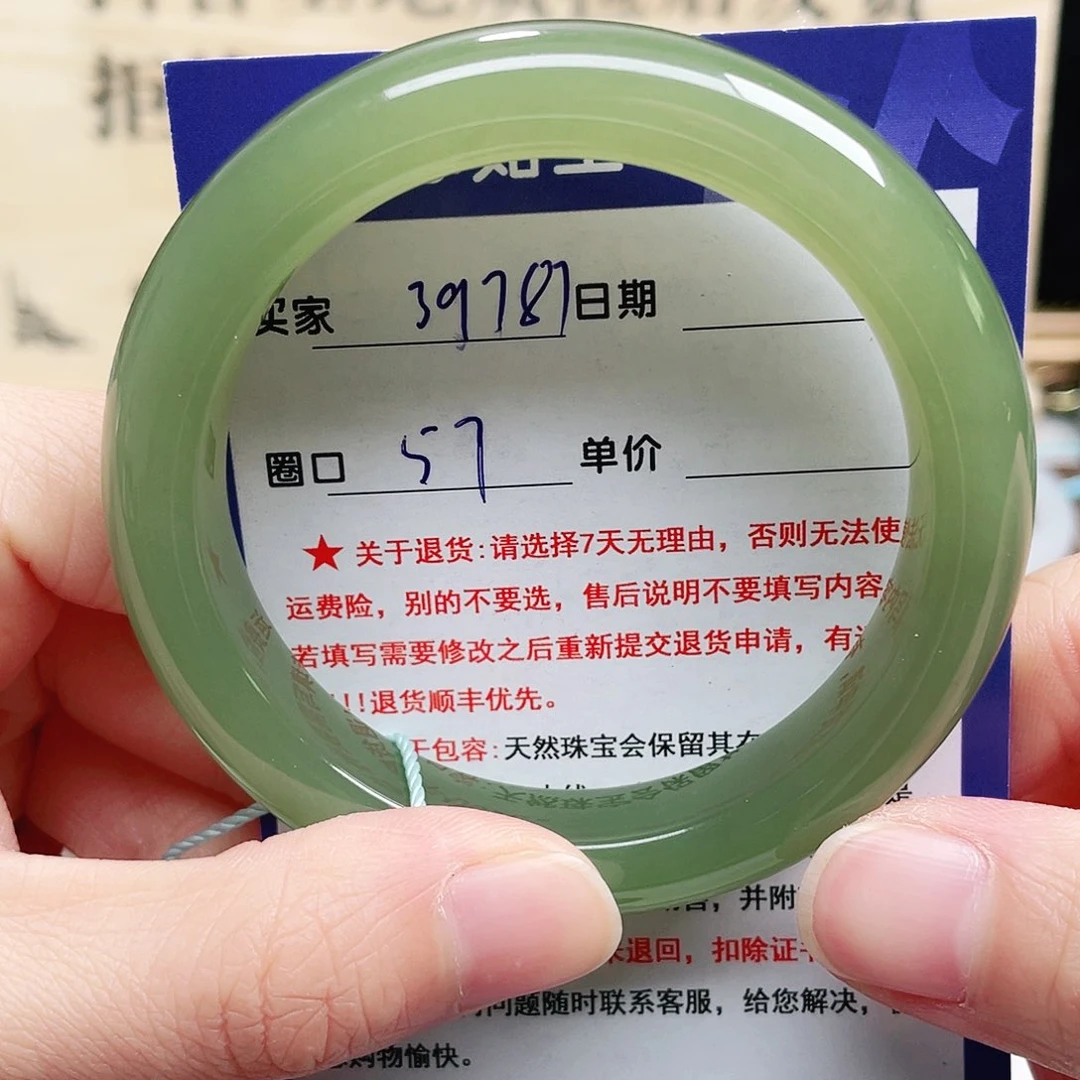 买家 39787 日期
圈口 57 单价
★关于退货:请选择7天无理由，否则无法使
运费险，别的不要选，售后说明不要填写内容
若填写需要修改之后重新提交退货申请，有
!!退货顺丰优先。
于包容:天然珠宝会保留其
是
，并附
退回，扣除证
问题随时联系客服，给您解决，
购物愉快。